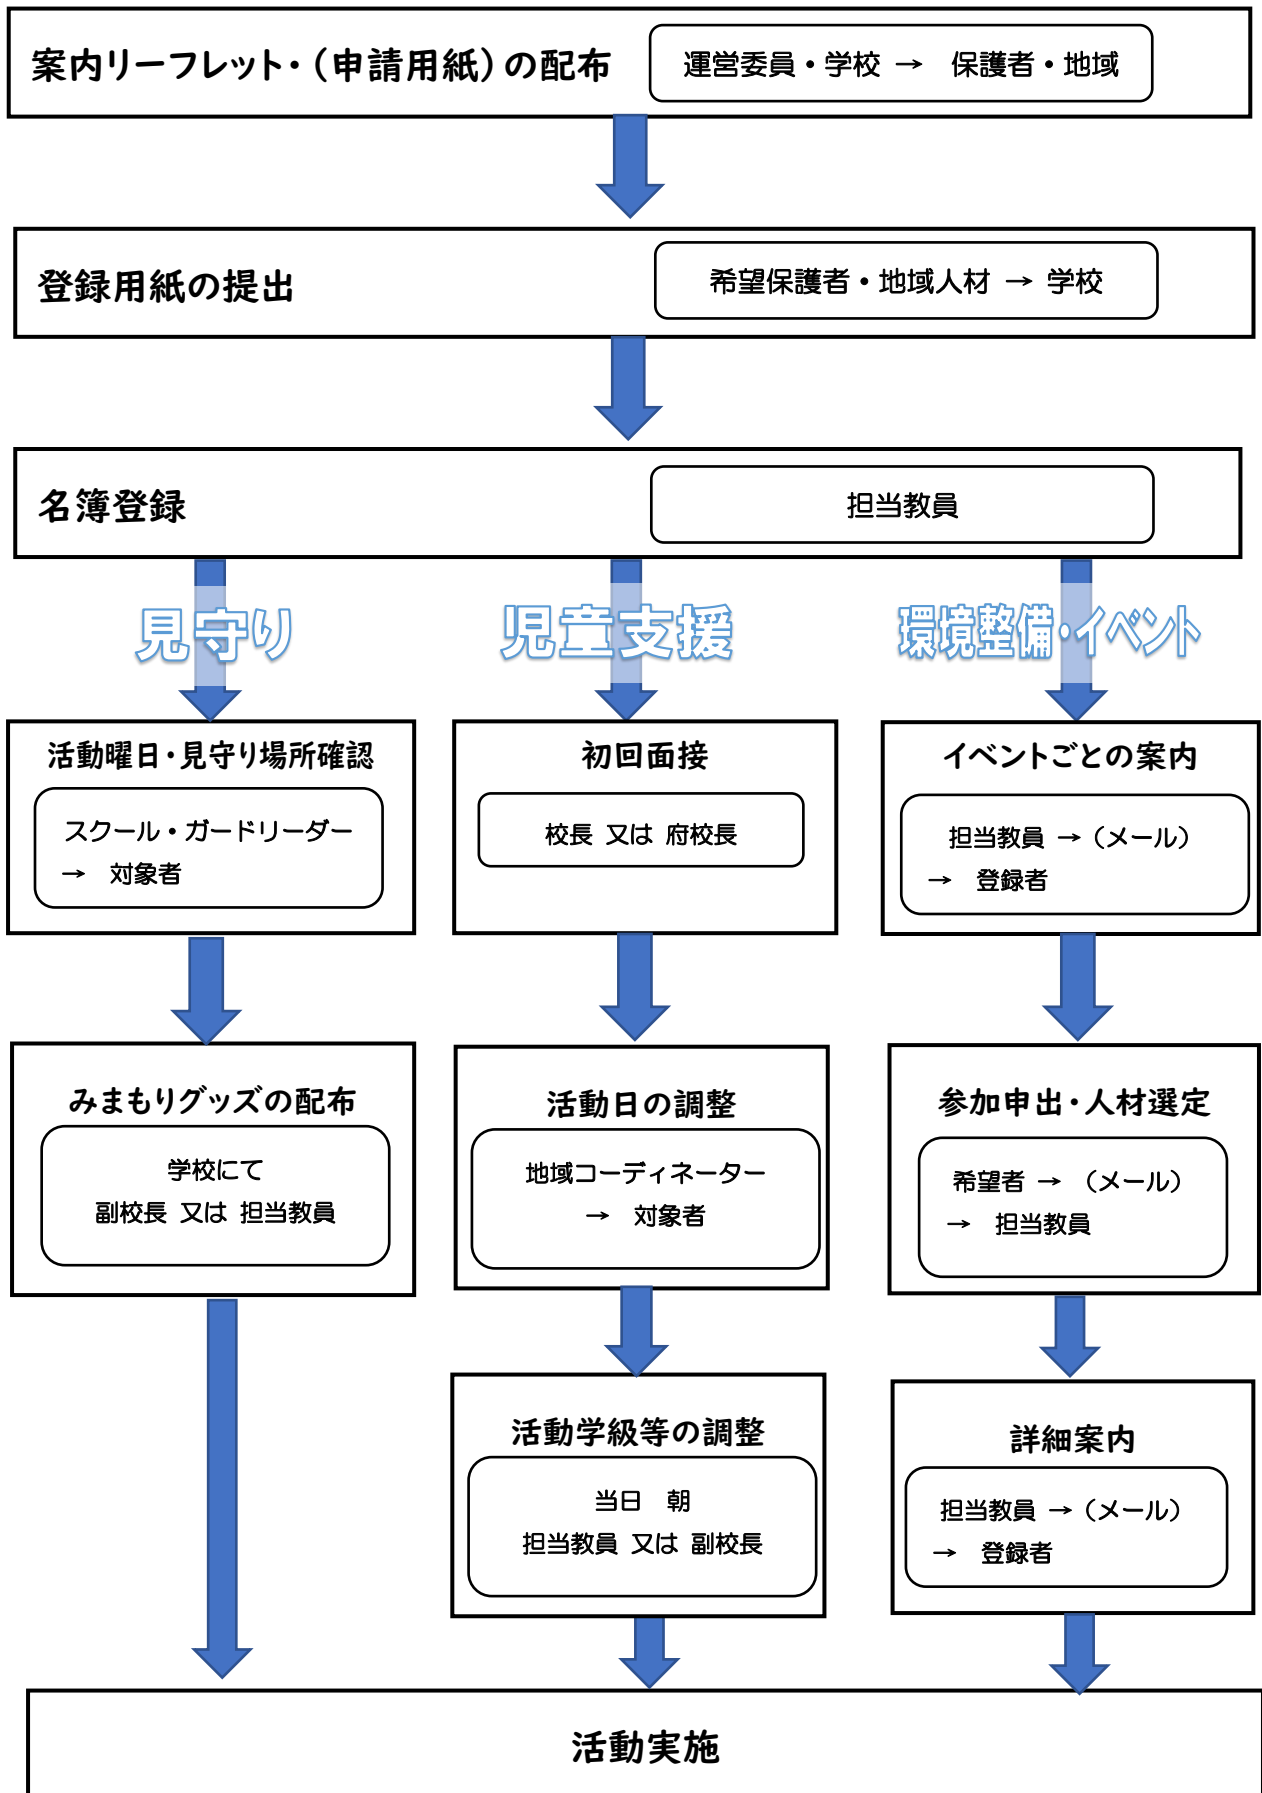 案内リーフレット・（申請用紙）の配布
運営委員・学校 → 保護者・地域
登録用紙の提出
希望保護者・地域人材 → 学校
名簿登録
担当教員
見守り
児童支援
環境整備・イベント
活動曜日・見守り場所確認
スクール・ガードリーダー
→ 対象者
初回面接
校長 又は 府校長
イベントごとの案内
担当教員 →（メール）
→ 登録者
みまもりグッズの配布
学校にて
副校長 又は 担当教員
活動日の調整
地域コーディネーター
→ 対象者
参加申出・人材選定
希望者 → （メール）
→ 担当教員
活動学級等の調整
当日 朝
担当教員 又は 副校長
詳細案内
担当教員 →（メール）
→ 登録者
活動実施